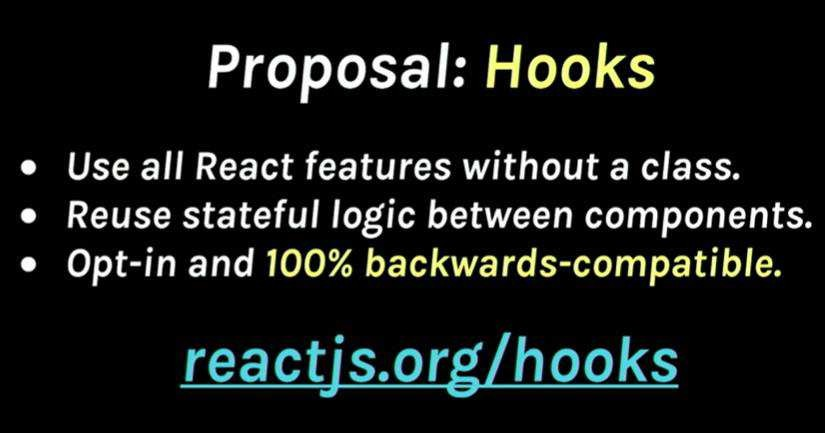 Proposal: Hooks
• Use all React features without a class.
• Reuse stateful logic between components.
• Opt-in and 100% backwards-compatible.
reactjs.org/hooks